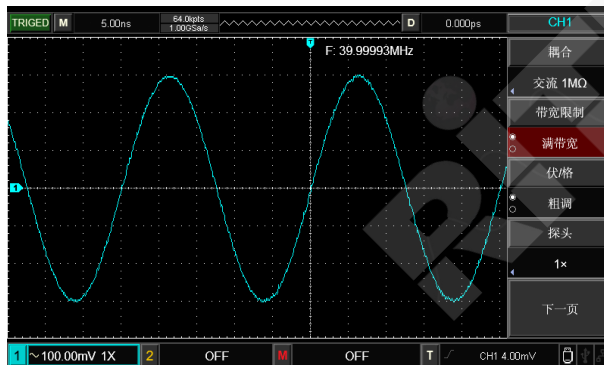 TRIGED M 5.00ns 64.0kpts D 0.000ps CH1
1.00GSa/s
T
F: 39.99993MHz
耦合
交流 1MΩ
带宽限制
满带宽
伏/格
1
粗调
探头
1×
下一页
1 ~100.00mV 1X 2 OFF M OFF T CH1 4.00mV
RIT